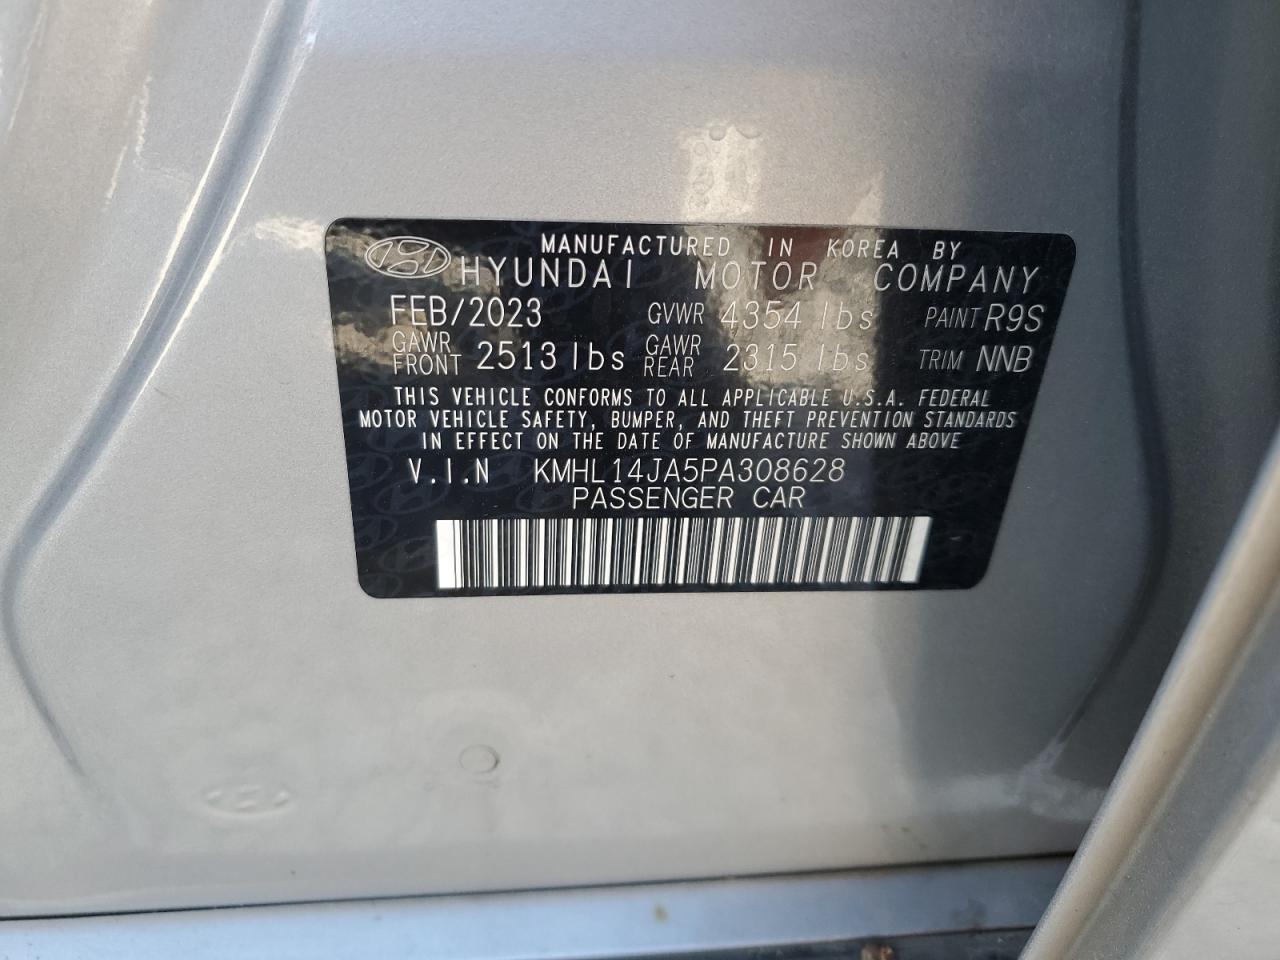 MANUFACTURED IN KOREA BY
HYUNDAI MOTOR COMPANY
FEB/2023 GVWR 4354 lbs PAINT R9S
GAWR FRONT 2513 lbs GAWR REAR 2315 lbs TRIM NNB
THIS VEHICLE CONFORMS TO ALL APPLICABLE U.S.A. FEDERAL
MOTOR VEHICLE SAFETY, BUMPER, AND THEFT PREVENTION STANDARDS
IN EFFECT ON THE DATE OF MANUFACTURE SHOWN ABOVE
V.I.N KMHL14JA5PA308628
PASSENGER CAR